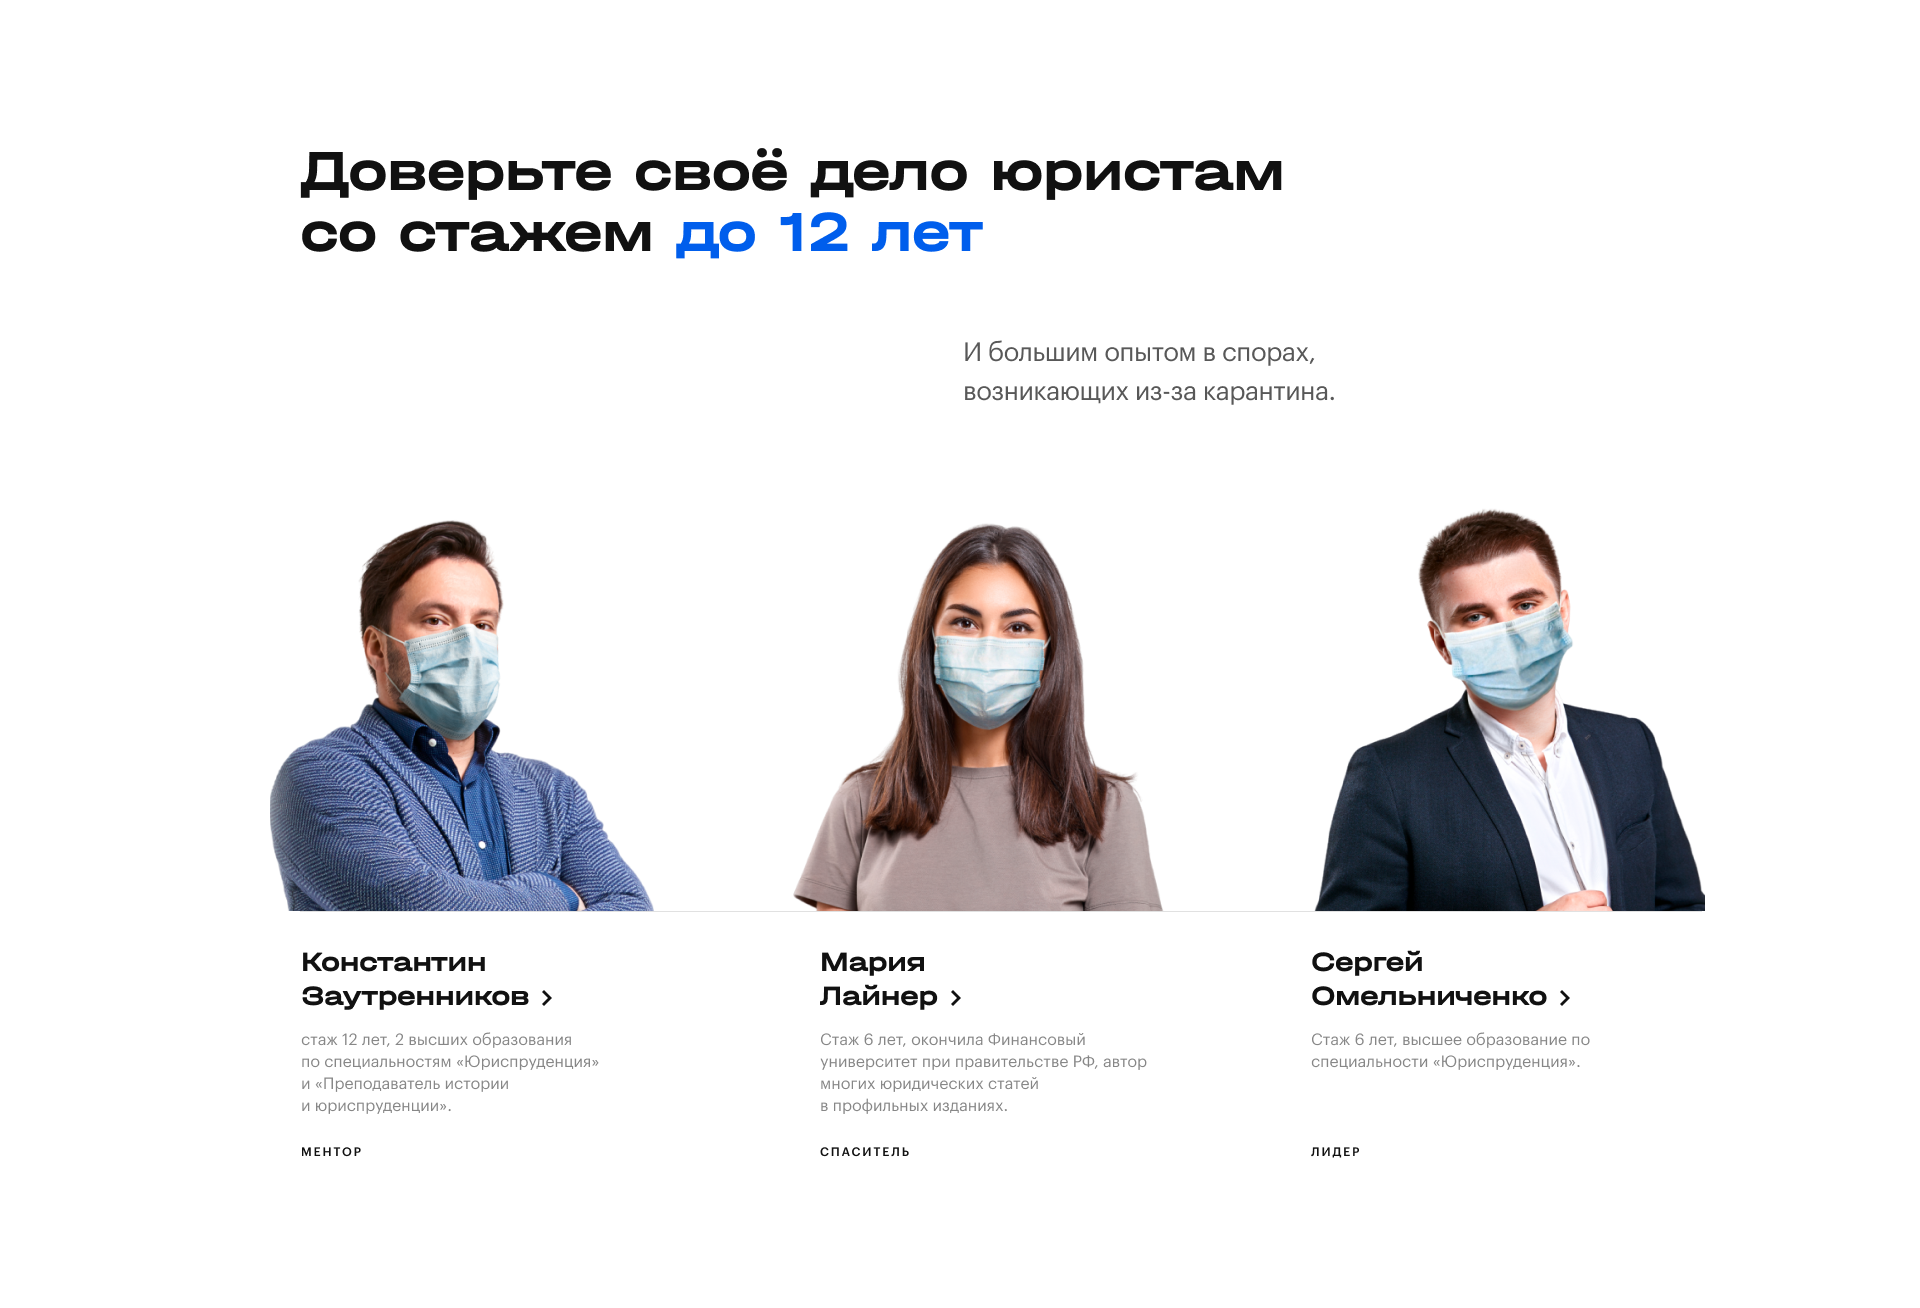 Доверьте своё дело юристам
со стажем до 12 лет
И большим опытом в спорах,
возникающих из-за карантина.
Константин
Заутренников
стаж 12 лет, 2 высших образования
по специальностям «Юриспруденция»
и «Преподаватель истории
и юриспруденции».
МЕНТОР
Мария
Лайнер
Стаж 6 лет, окончила Финансовый
университет при правительстве РФ, автор
многих юридических статей
в профильных изданиях.
СПАСИТЕЛЬ
Сергей
Омельниченко
Стаж 6 лет, высшее образование по
специальности «Юриспруденция».
ЛИДЕР